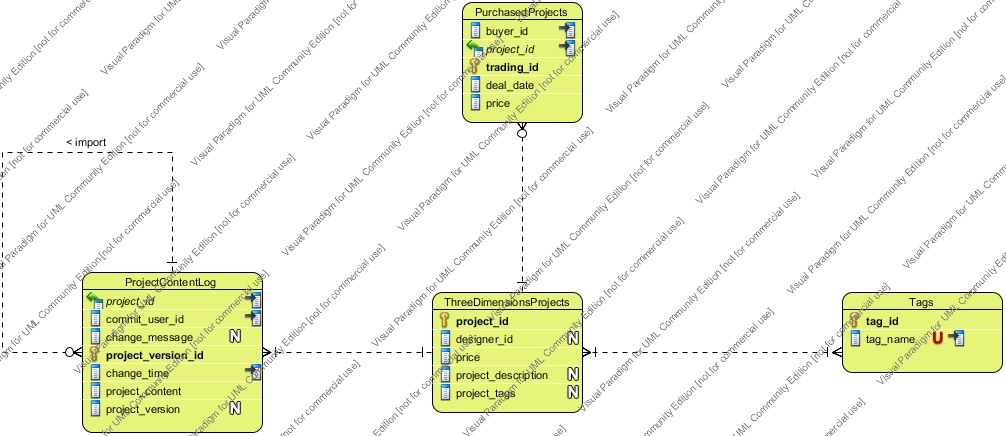 PurchasedProjects
buyer_id
project_id
trading_id
deal_date
price
< import
ProjectContentLog
project_id
commit_user_id
change_message N
project_version_id
change_time
project_content
project_version N
ThreeDimensionsProjects
project_id
designer_id N
price
project_description N
project_tags N
Tags
tag_id
tag_name U
Visual Paradigm for UML Community Edition [not for commercial use]